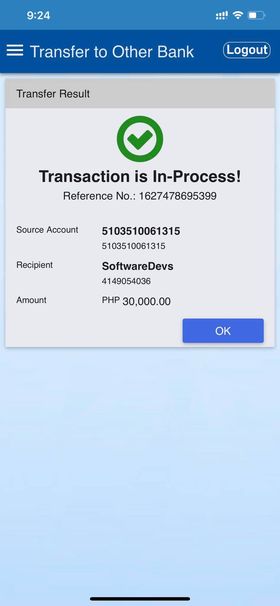 9:24
Transfer to Other Bank
Logout
Transfer Result
Transaction is In-Process!
Reference No.: 1627478695399
Source Account 5103510061315
5103510061315
Recipient SoftwareDevs
4149054036
Amount PHP 30,000.00
OK